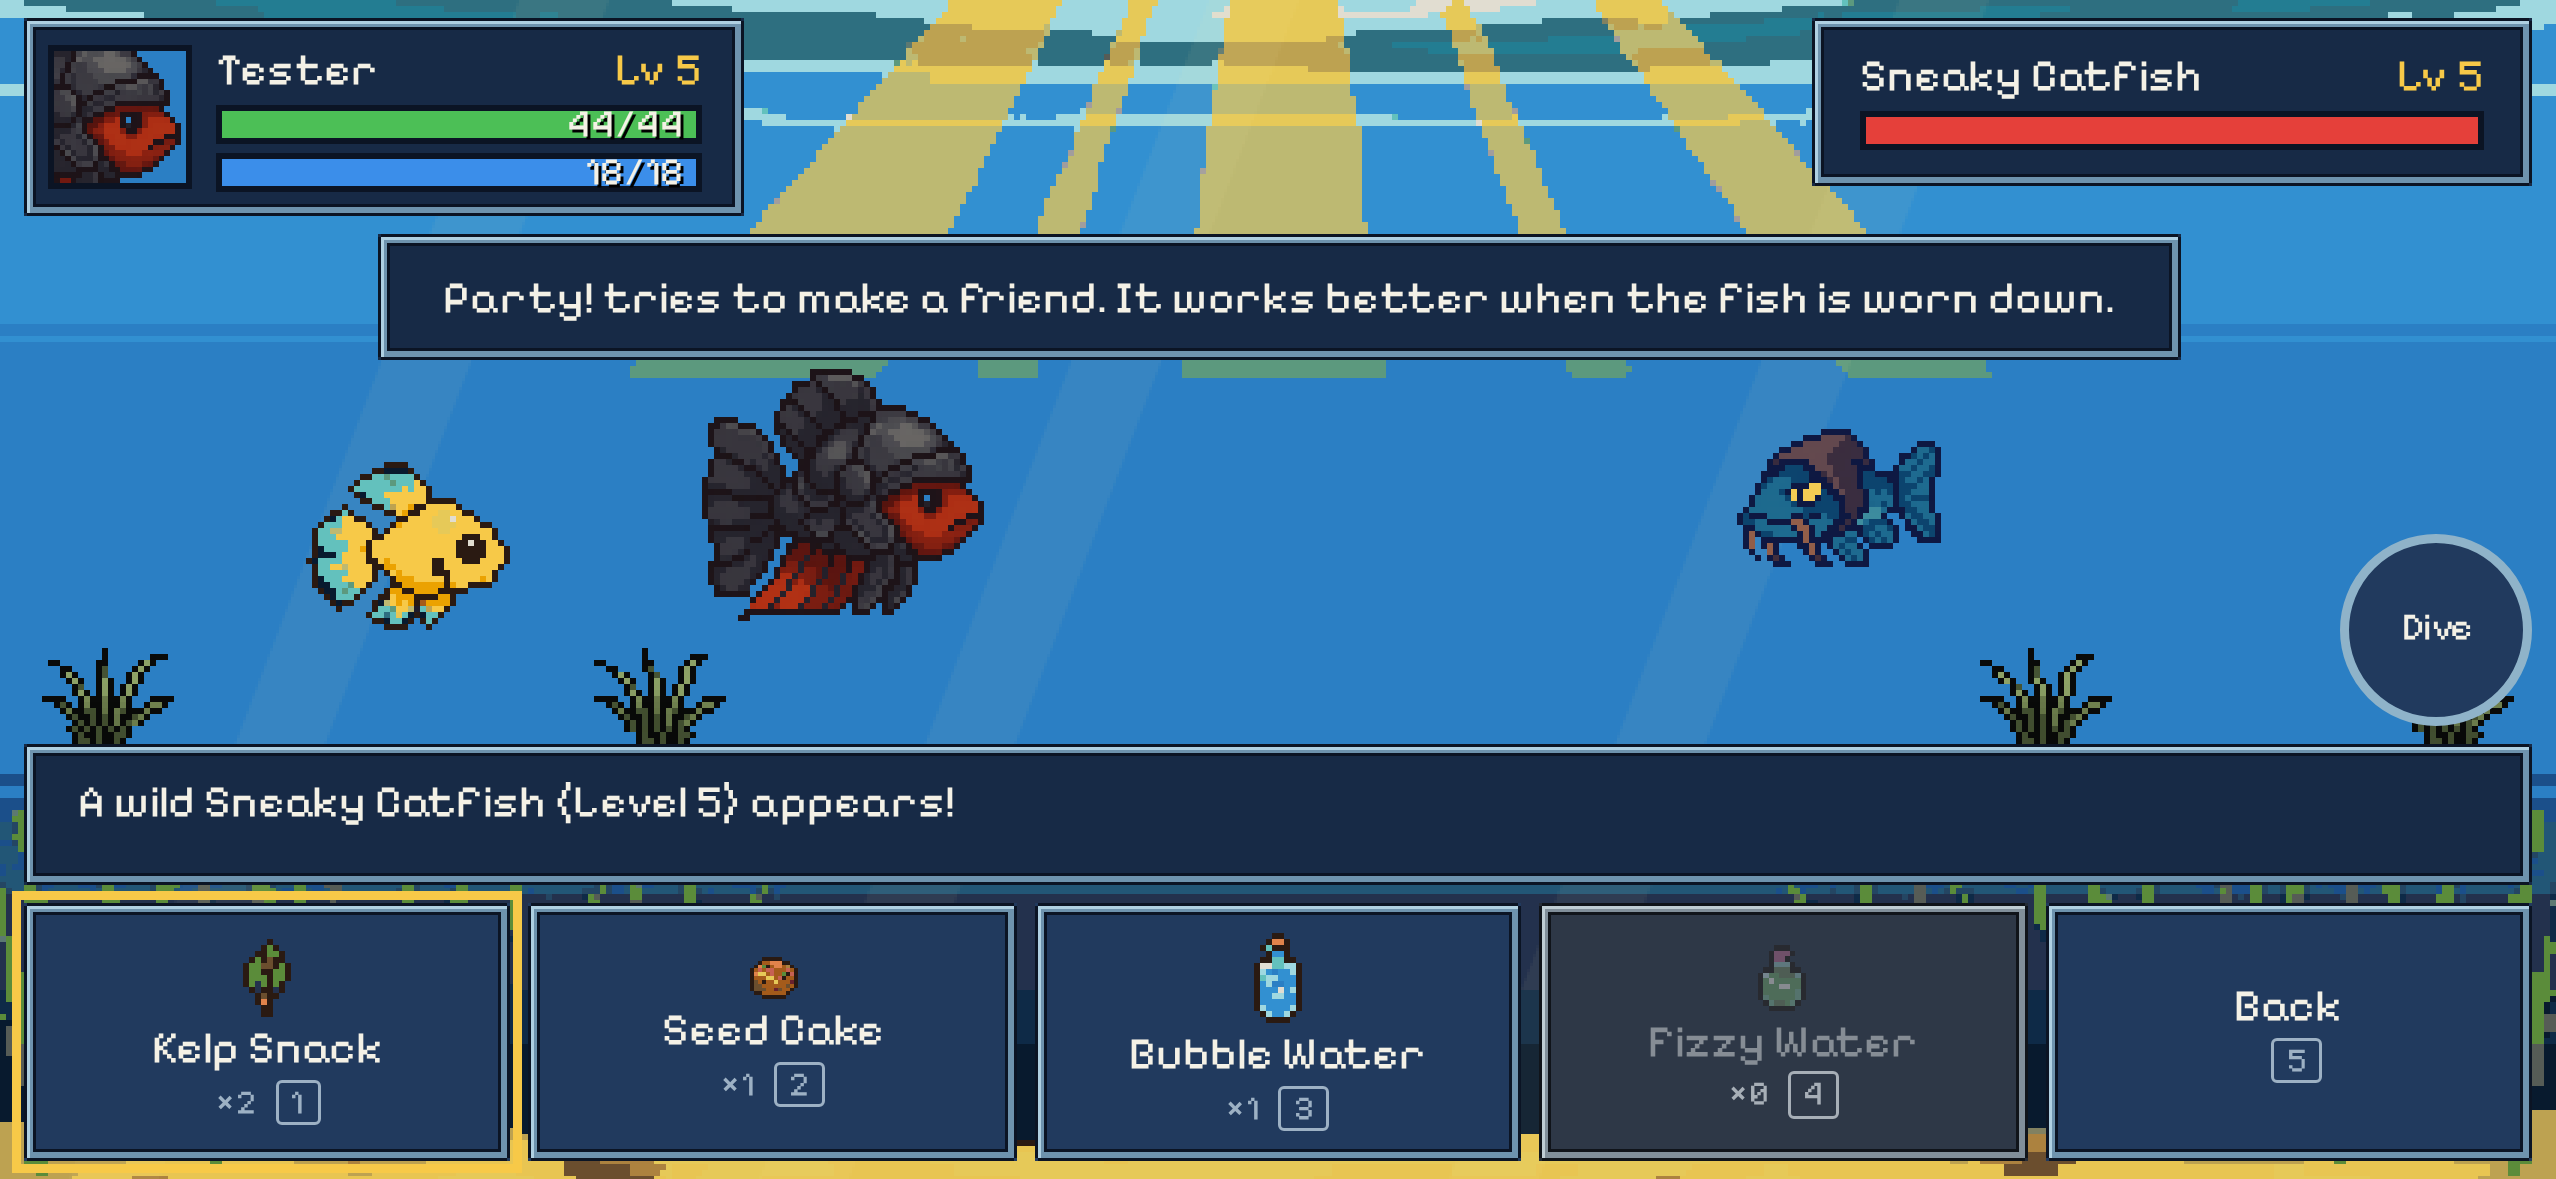 Tester Lv 5
44/44
18/18
Sneaky Catfish Lv 5
Party! tries to make a friend. It works better when the fish is worn down.
Dive
A wild Sneaky Catfish (Level 5) appears!
Kelp Snack
×2 1
Seed Cake
×1 2
Bubble Water
×1 3
Fizzy Water
×0 4
Back
5